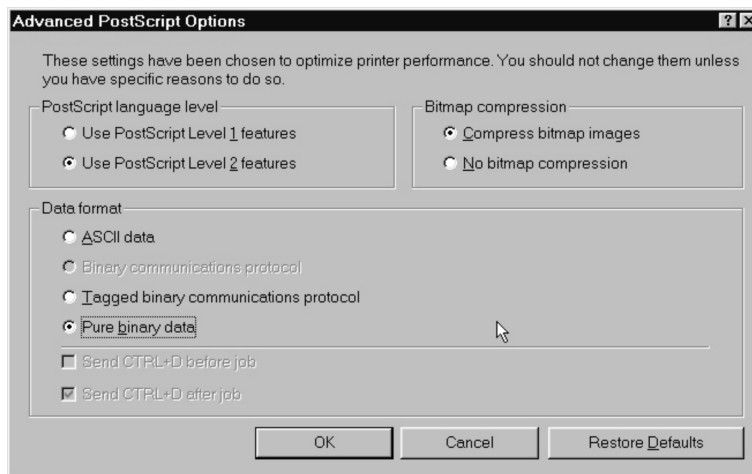 Advanced PostScript Options
These settings have been chosen to optimize printer performance. You should not change them unless
you have specific reasons to do so.
PostScript language level
Use PostScript Level 1 features
Use PostScript Level 2 features
Bitmap compression
Compress bitmap images
No bitmap compression
Data format
ASCII data
Binary communications protocol
Tagged binary communications protocol
Pure binary data
Send CTRL+D before job
Send CTRL+D after job
OK
Cancel
Restore Defaults